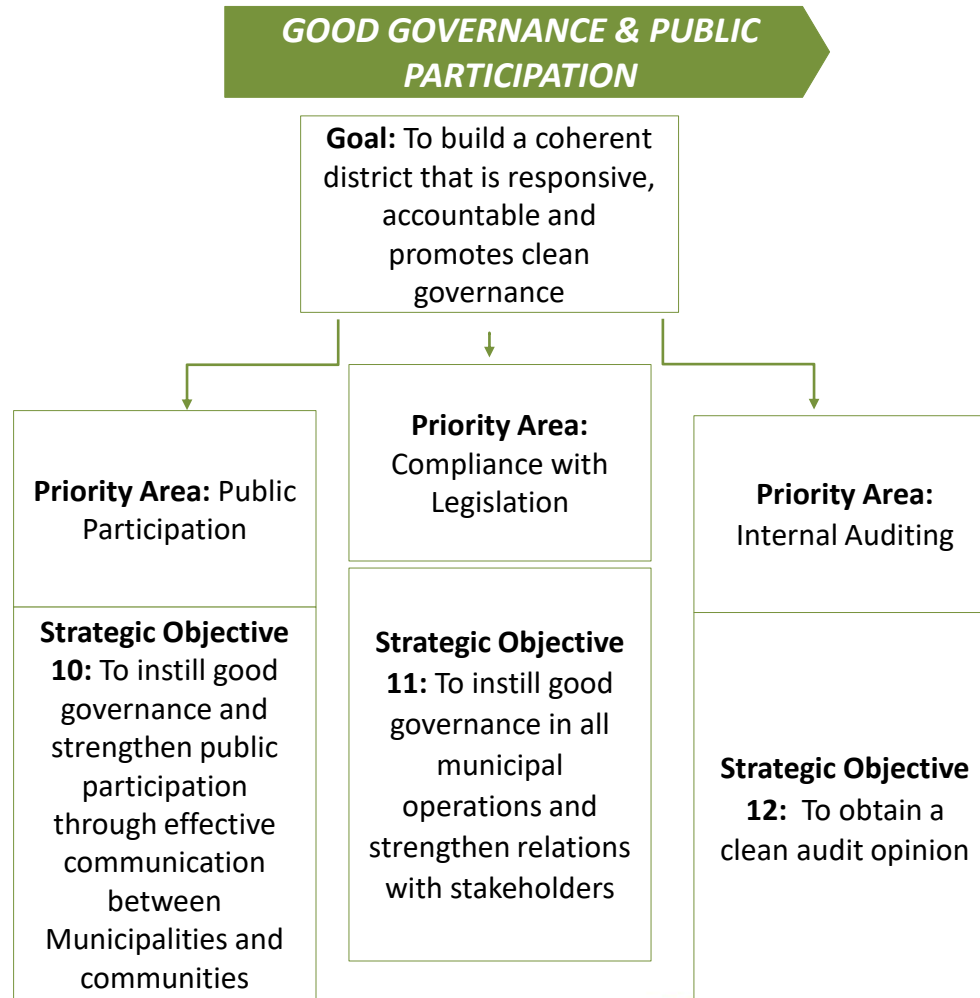 GOOD GOVERNANCE & PUBLIC
PARTICIPATION
Goal: To build a coherent
district that is responsive,
accountable and
promotes clean
governance
Priority Area: Public
Participation
Strategic Objective
10: To instill good
governance and
strengthen public
participation
through effective
communication
between
Municipalities and
communities
Priority Area:
Compliance with
Legislation
Strategic Objective
11: To instill good
governance in all
municipal
operations and
strengthen relations
with stakeholders
Priority Area:
Internal Auditing
Strategic Objective
12: To obtain a
clean audit opinion